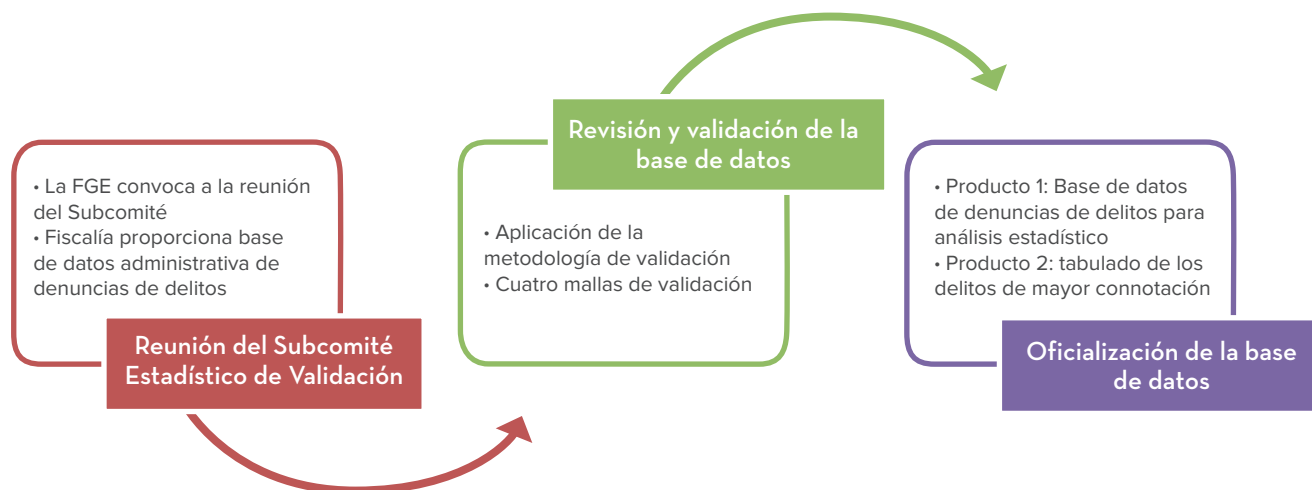 • La FGE convoca a la reunión
del Subcomité
• Fiscalía proporciona base
de datos administrativa de
denuncias de delitos
Reunión del Subcomité
Estadístico de Validación
Revisión y validación de la
base de datos
• Aplicación de la
metodología de validación
• Cuatro mallas de validación
• Producto 1: Base de datos
de denuncias de delitos para
análisis estadístico
• Producto 2: tabulado de los
delitos de mayor connotación
Oficialización de la base
de datos